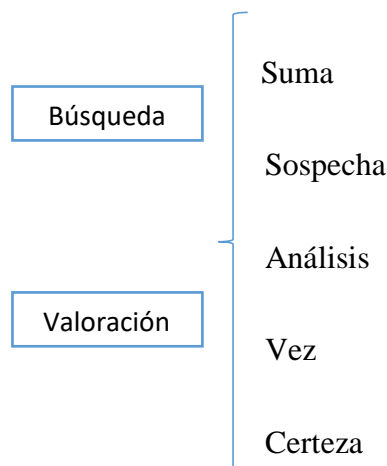 Búsqueda
Valoración
Suma
Sospecha
Análisis
Vez
Certeza